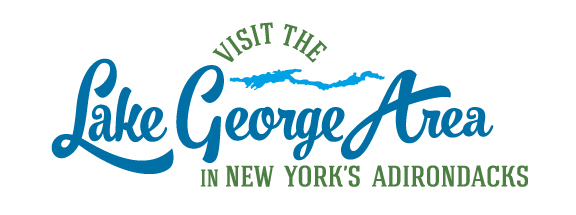 VISIT THE
Lake George Area
IN NEW YORK'S ADIRONDACKS